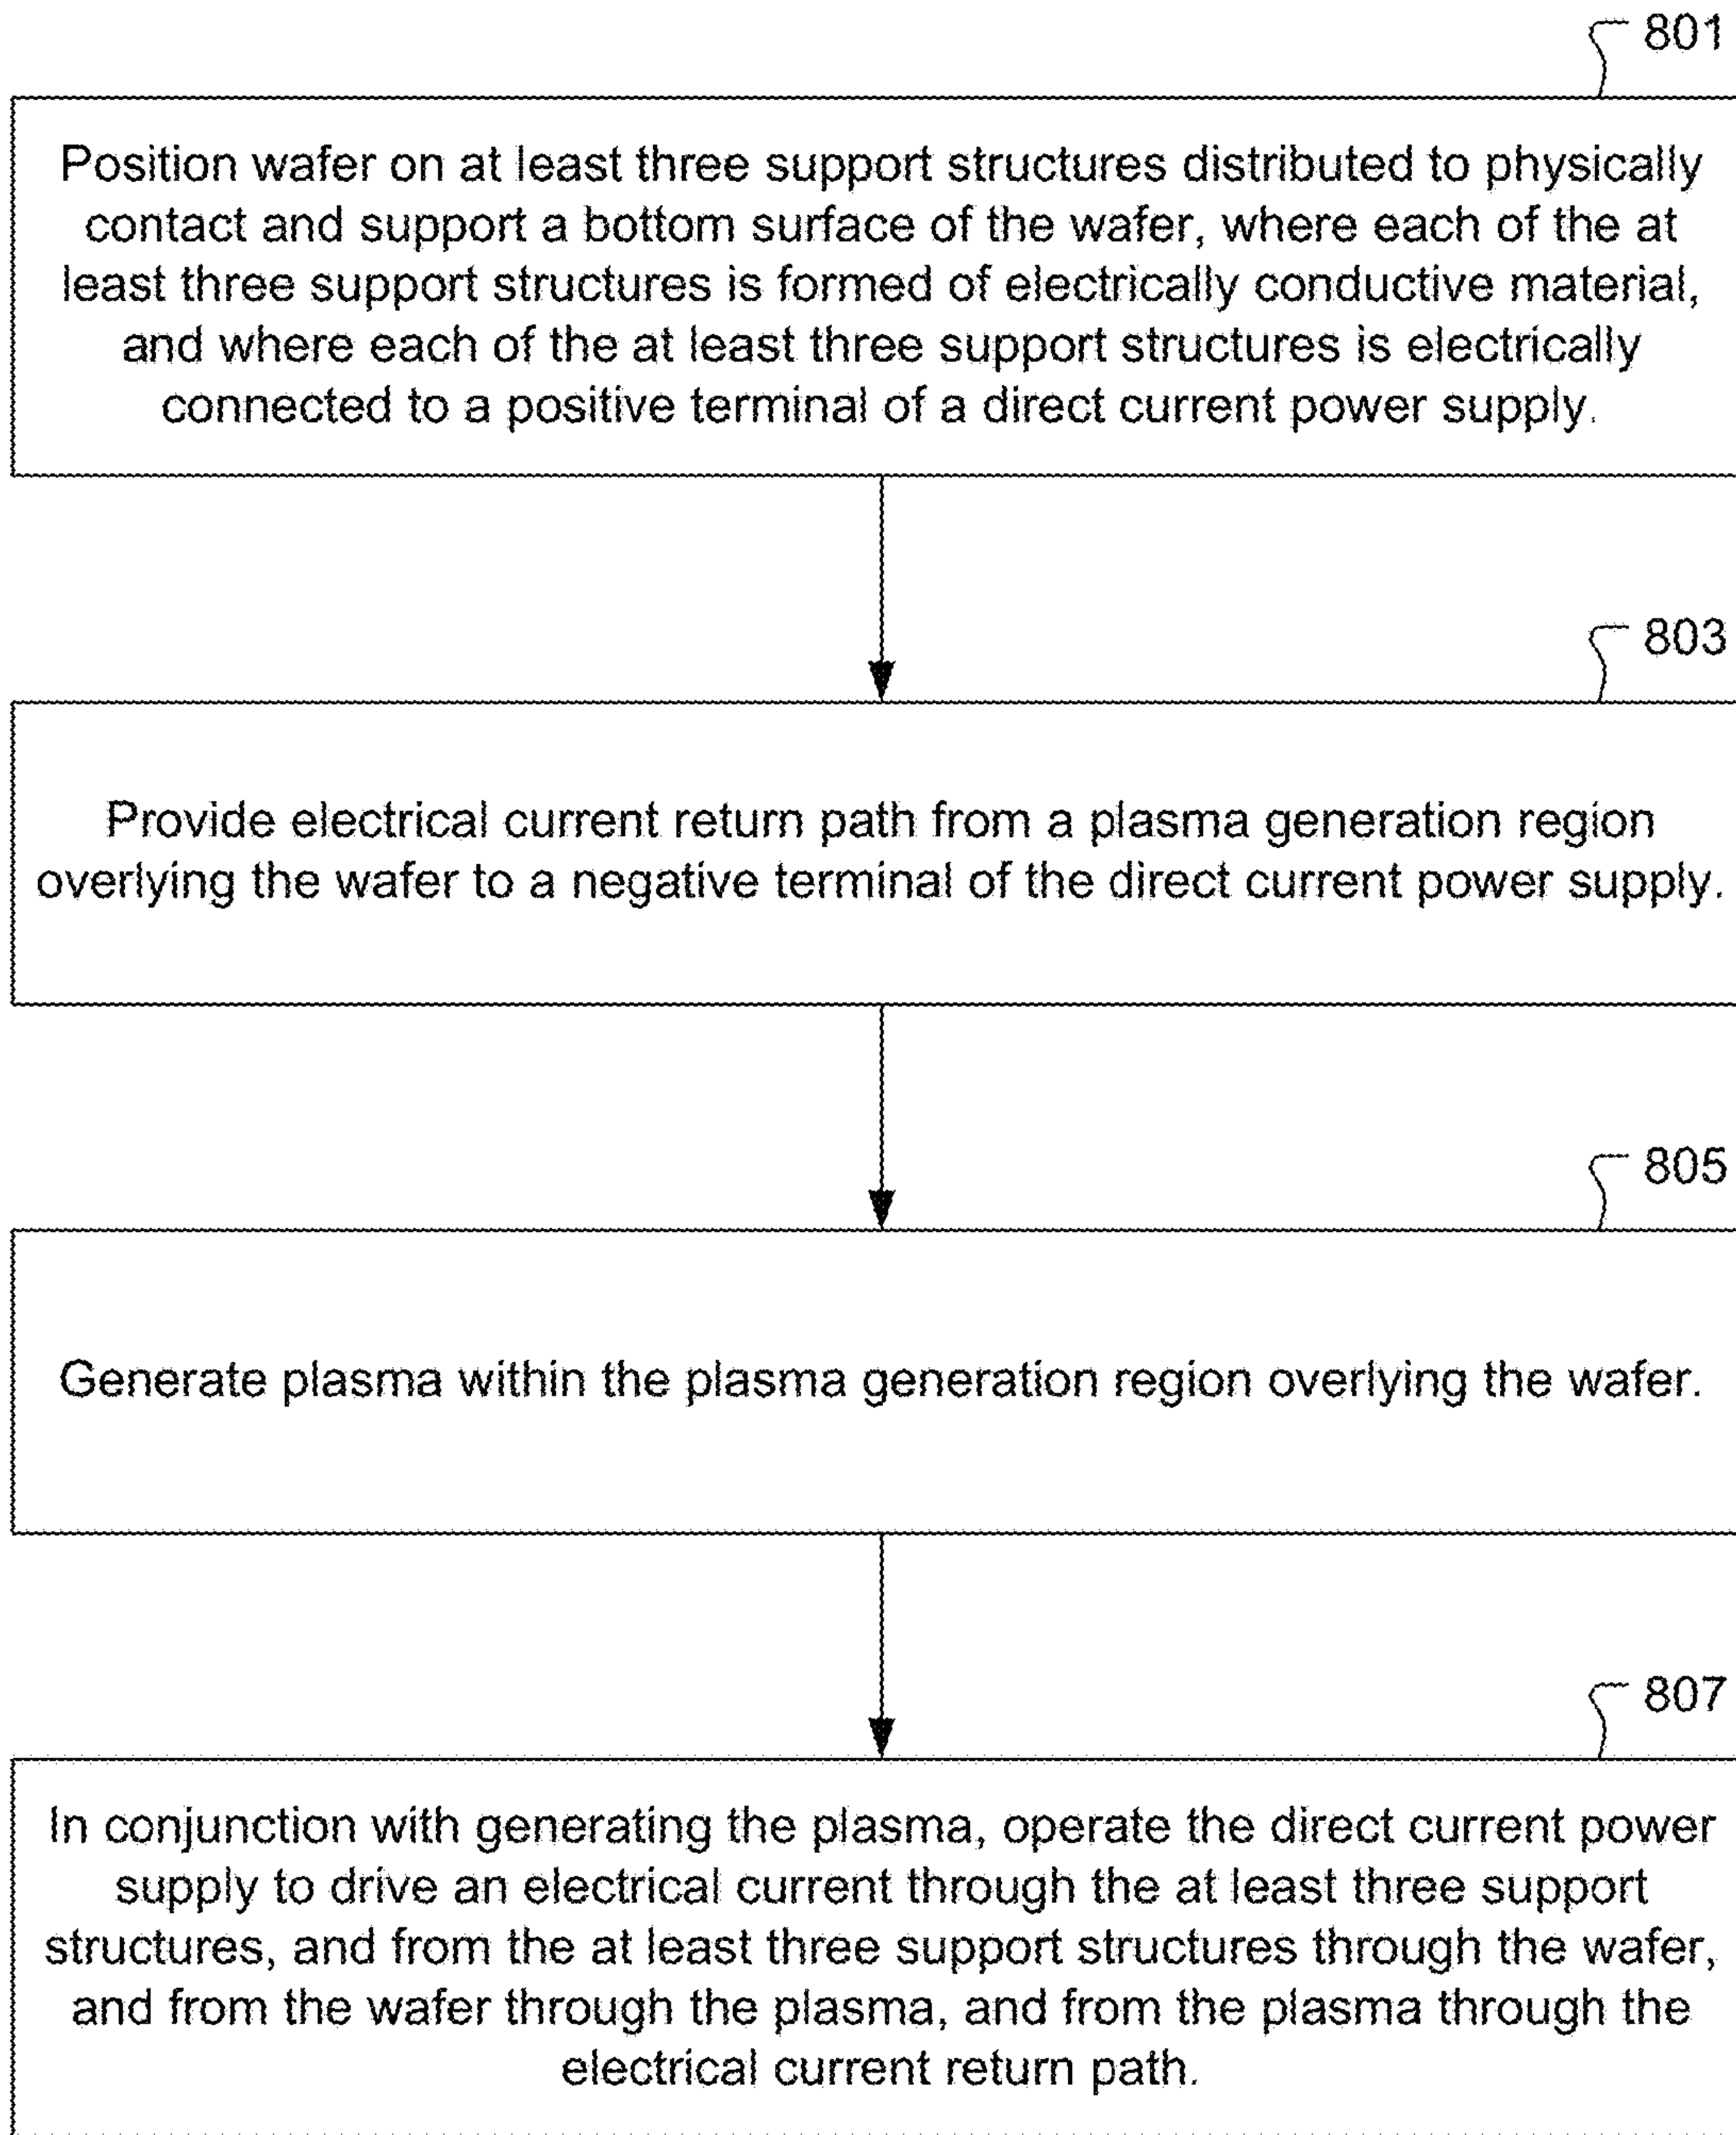 801
Position wafer on at least three support structures distributed to physically
contact and support a bottom surface of the wafer, where each of the at
least three support structures is formed of electrically conductive material,
and where each of the at least three support structures is electrically
connected to a positive terminal of a direct current power supply.
803
Provide electrical current return path from a plasma generation region
overlying the wafer to a negative terminal of the direct current power supply.
805
Generate plasma within the plasma generation region overlying the wafer.
807
In conjunction with generating the plasma, operate the direct current power
supply to drive an electrical current through the at least three support
structures, and from the at least three support structures through the wafer,
and from the wafer through the plasma, and from the plasma through the
electrical current return path.